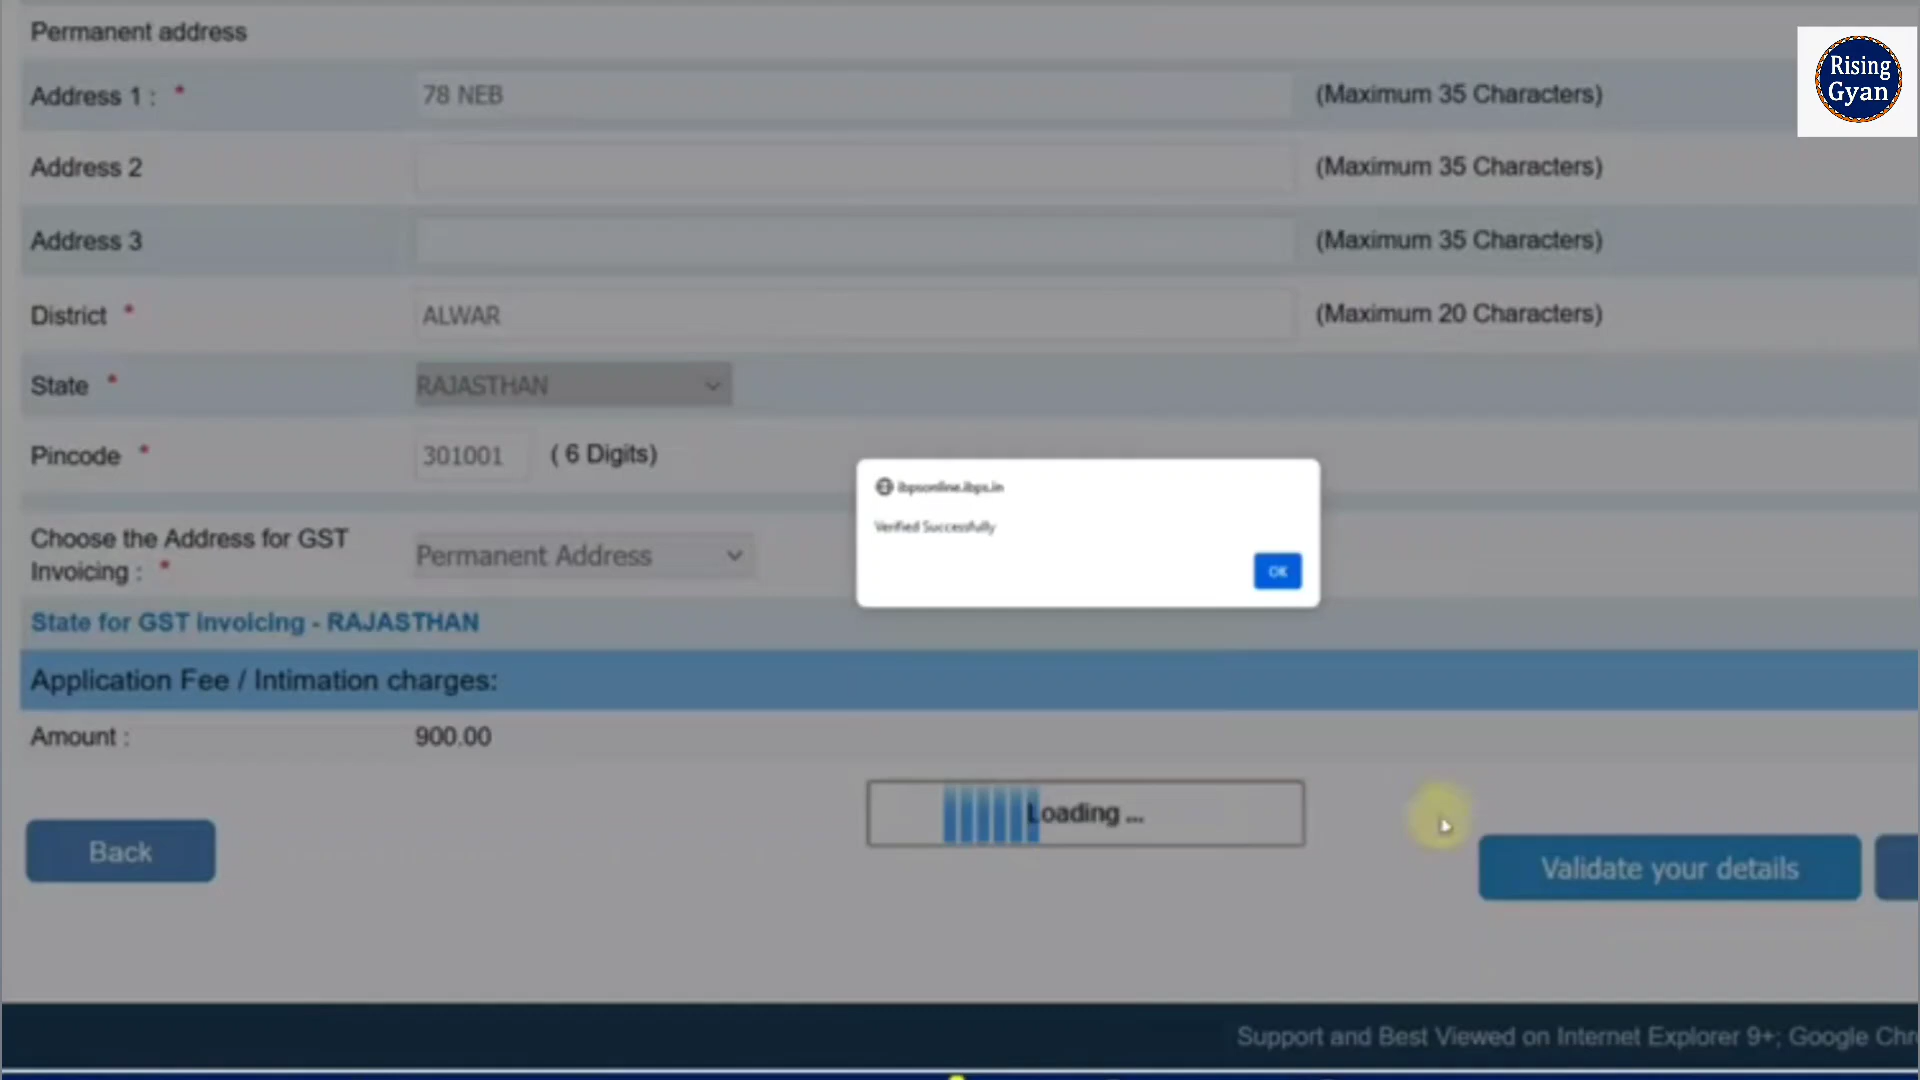 Permanent address
Rising
Gyan
Address 1 : * 78 NEB (Maximum 35 Characters)
Address 2 (Maximum 35 Characters)
Address 3 (Maximum 35 Characters)
District * ALWAR (Maximum 20 Characters)
State * RAJASTHAN
Pincode * 301001 ( 6 Digits)
ibpsonline.ibps.in
Verified Successfully
OK
Choose the Address for GST
Invoicing : * Permanent Address
State for GST invoicing - RAJASTHAN
Application Fee / Intimation charges:
Amount : 900.00
Loading ...
Back
Validate your details
Support and Best Viewed on Internet Explorer 9+; Google Chr